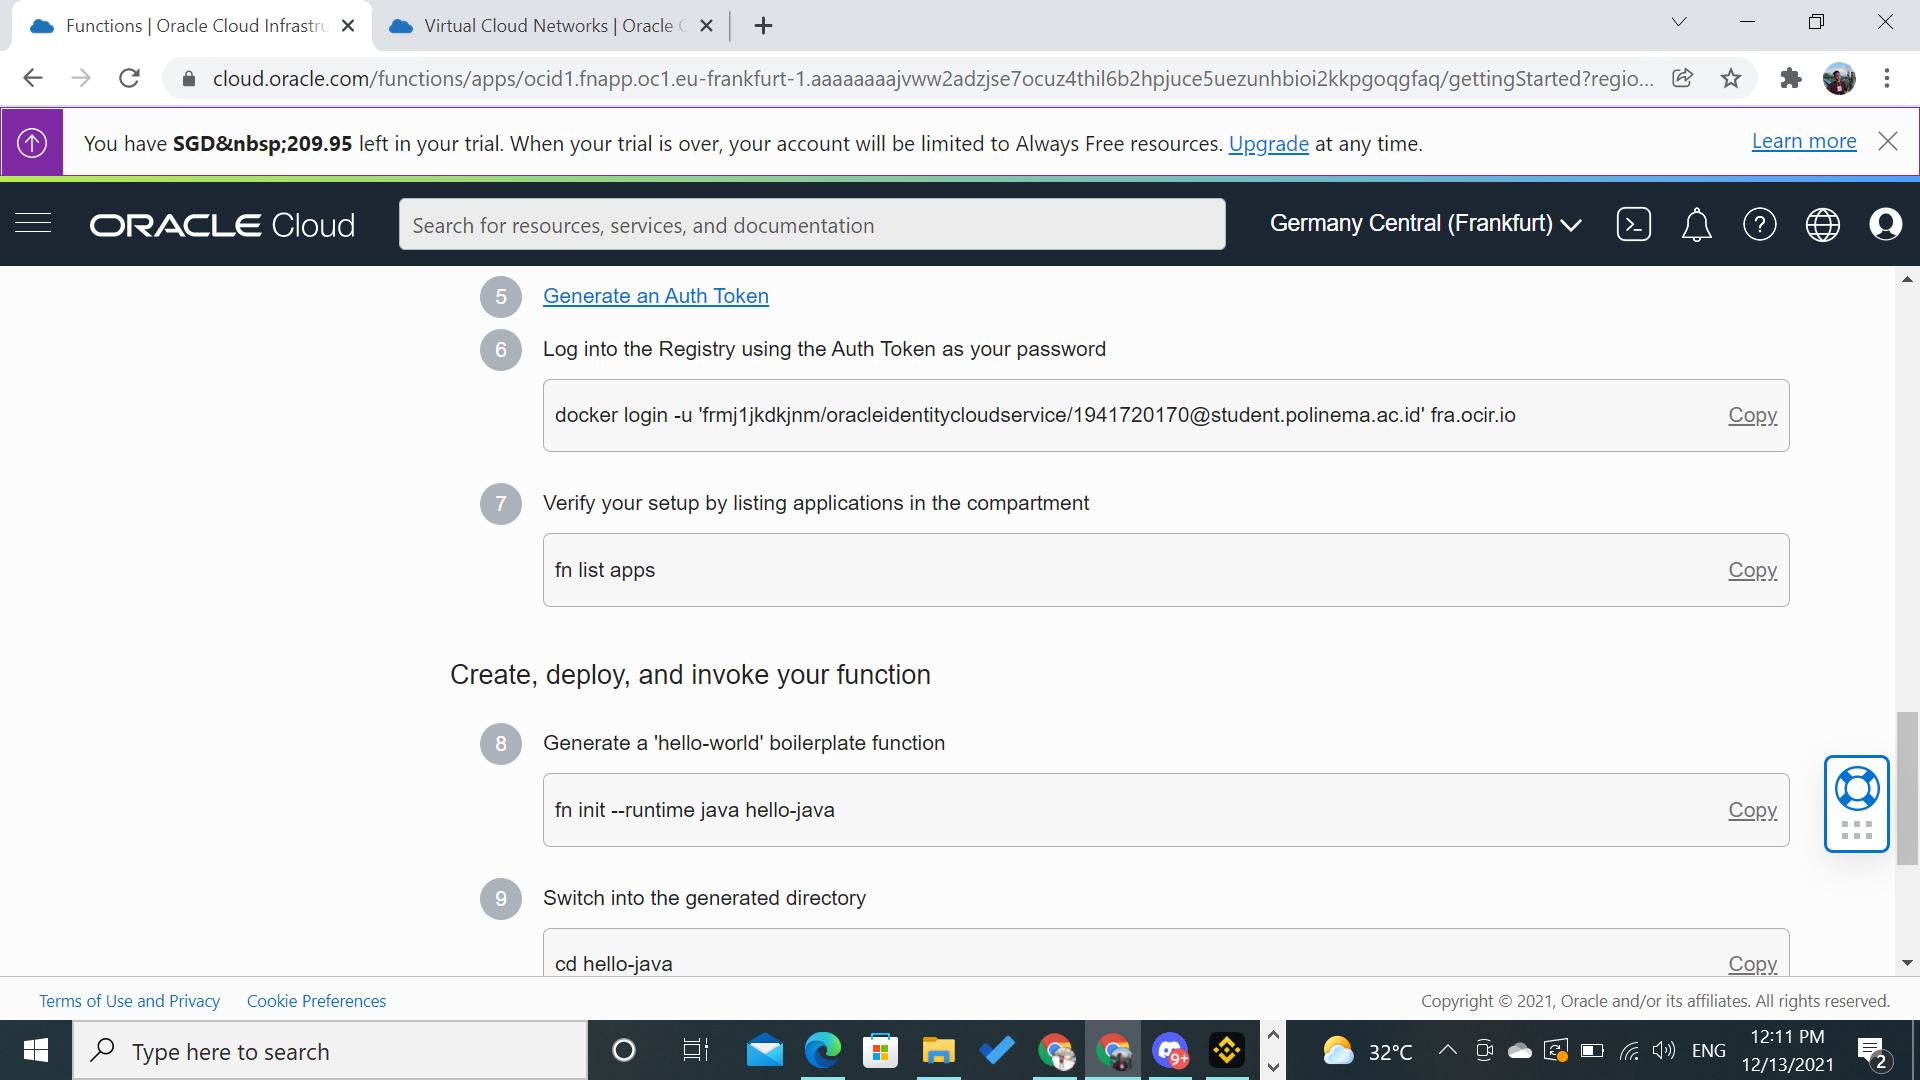 Functions | Oracle Cloud Infrastru
Virtual Cloud Networks | Oracle C
cloud.oracle.com/functions/apps/ocid1.fnapp.oc1.eu-frankfurt-1.aaaaaaaajvww2adzjse7ocuz4thil6b2hpjuce5uezunhbioi2kkpgoqgfaq/gettingStarted?regio...
You have SGD&nbsp;209.95 left in your trial. When your trial is over, your account will be limited to Always Free resources. Upgrade at any time.
Learn more
ORACLE Cloud
Search for resources, services, and documentation
Germany Central (Frankfurt)
5 Generate an Auth Token
6 Log into the Registry using the Auth Token as your password
docker login -u 'frmj1jkdkjnm/oracleidentitycloudservice/1941720170@student.polinema.ac.id' fra.ocir.io Copy
7 Verify your setup by listing applications in the compartment
fn list apps Copy
Create, deploy, and invoke your function
8 Generate a 'hello-world' boilerplate function
fn init --runtime java hello-java Copy
9 Switch into the generated directory
cd hello-java Copy
Terms of Use and Privacy Cookie Preferences
Copyright © 2021, Oracle and/or its affiliates. All rights reserved.
Type here to search
9+
32°C
ENG
12:11 PM
12/13/2021
2